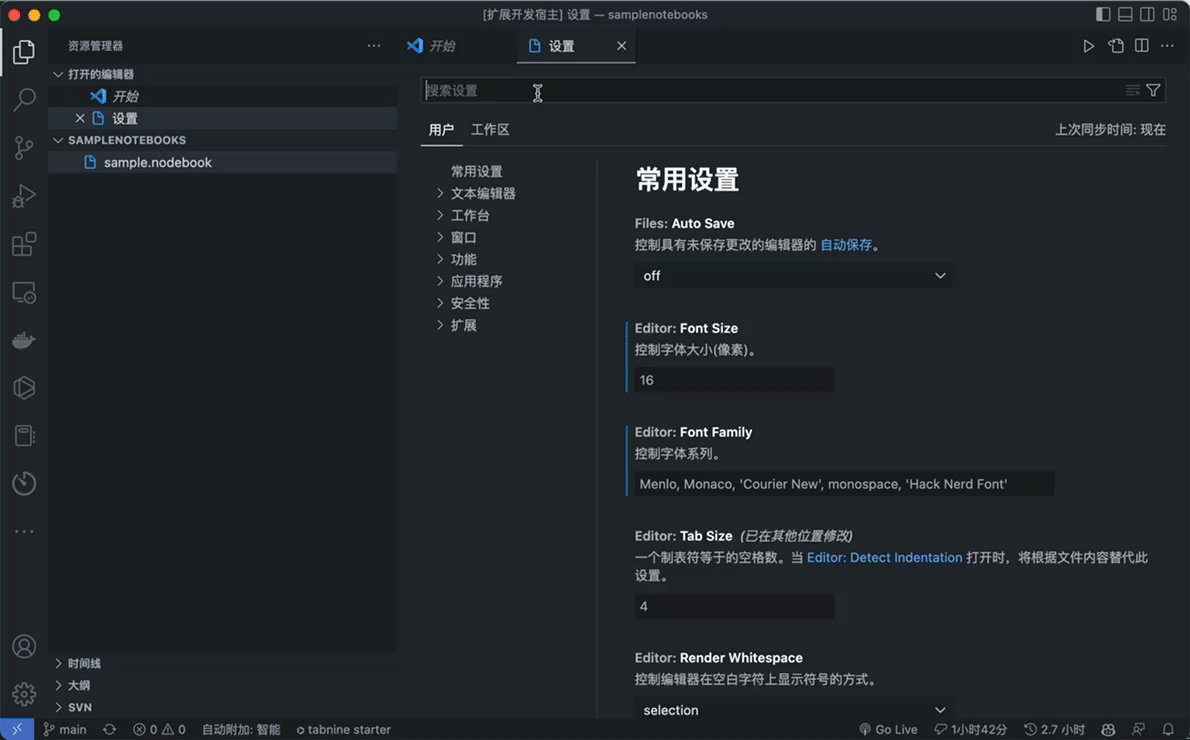 [扩展开发宿主] 设置 — samplenotebooks
资源管理器
开始
设置
打开的编辑器
开始
设置
SAMPLENOTEBOOKS
sample.nodebook
时间线
大纲
SVN
搜索设置
用户
工作区
上次同步时间: 现在
常用设置
文本编辑器
工作台
窗口
功能
应用程序
安全性
扩展
常用设置
Files: Auto Save
控制具有未保存更改的编辑器的 自动保存。
off
Editor: Font Size
控制字体大小(像素)。
16
Editor: Font Family
控制字体系列。
Menlo, Monaco, 'Courier New', monospace, 'Hack Nerd Font'
Editor: Tab Size (已在其他位置修改)
一个制表符等于的空格数。当 Editor: Detect Indentation 打开时，将根据文件内容替代此
设置。
4
Editor: Render Whitespace
控制编辑器在空白字符上显示符号的方式。
selection
main
0
0
自动附加: 智能
tabnine starter
Go Live
1小时42分
2.7 小时